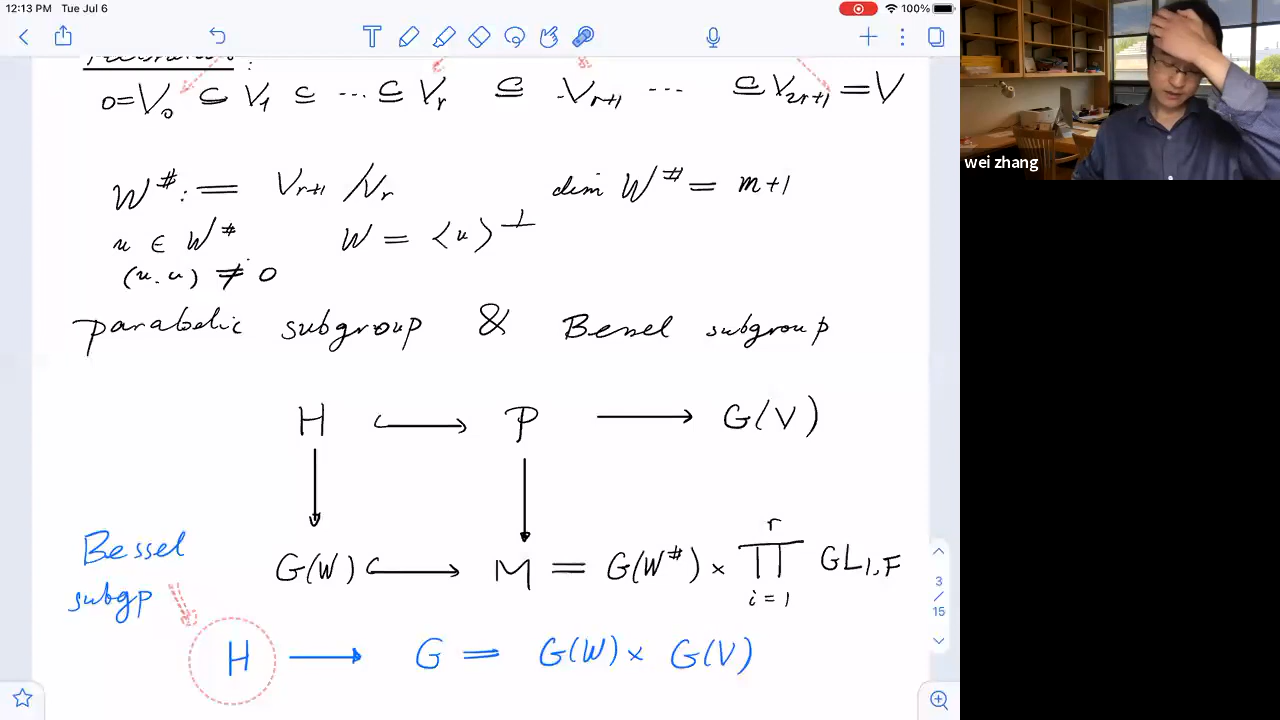 12:13 PM Tue Jul 6
100%
0 = V_0 ⊆ V_1 ⊆ ⋯ ⊆ V_r ⊆ V_{r+1} ⋯ ⊆ V_{2r+1} = V
W^# := V_{r+1} / V_r dim W^# = m+1
u ∈ W^# W = ⟨u⟩^⊥
(u.u) ≠ 0
parabolic subgroup & Bessel subgroup
H ↪ P ⟶ G(V)
G(W) ↪ M = G(W^#) × ∏_{i=1}^{r} GL_{1,F}
Bessel
subgp
H ⟶ G = G(W) × G(V)
3
/
15
wei zhang